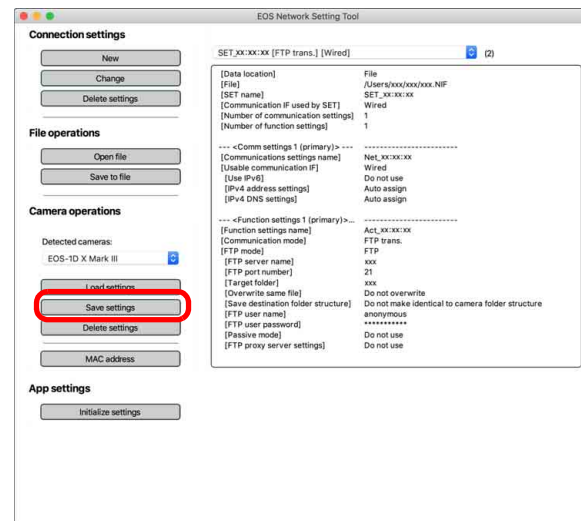 EOS Network Setting Tool
Connection settings
New
Change
Delete settings
File operations
Open file
Save to file
Camera operations
Detected cameras:
EOS-1D X Mark III
Load settings
Save settings
Delete settings
MAC address
App settings
Initialize settings
SET_xx:xx:xx [FTP trans.] [Wired] (2)
[Data location] File
[File] /Users/xxx/xxx/xxx.NIF
[SET name] SET_xx:xx:xx
[Communication IF used by SET] Wired
[Number of communication settings] 1
[Number of function settings] 1
--- <Comm settings 1 (primary)> --- ------------------------
[Communications settings name] Net_xx:xx:xx
[Usable communication IF] Wired
[Use IPv6] Do not use
[IPv4 address settings] Auto assign
[IPv4 DNS settings] Auto assign
--- <Function settings 1 (primary)>... ------------------------
[Function settings name] Act_xx:xx:xx
[Communication mode] FTP trans.
[FTP mode] FTP
[FTP server name] xxx
[FTP port number] 21
[Target folder] xxx
[Overwrite same file] Do not overwrite
[Save destination folder structure] Do not make identical to camera folder structure
[FTP user name] anonymous
[FTP user password] ***********
[Passive mode] Do not use
[FTP proxy server settings] Do not use